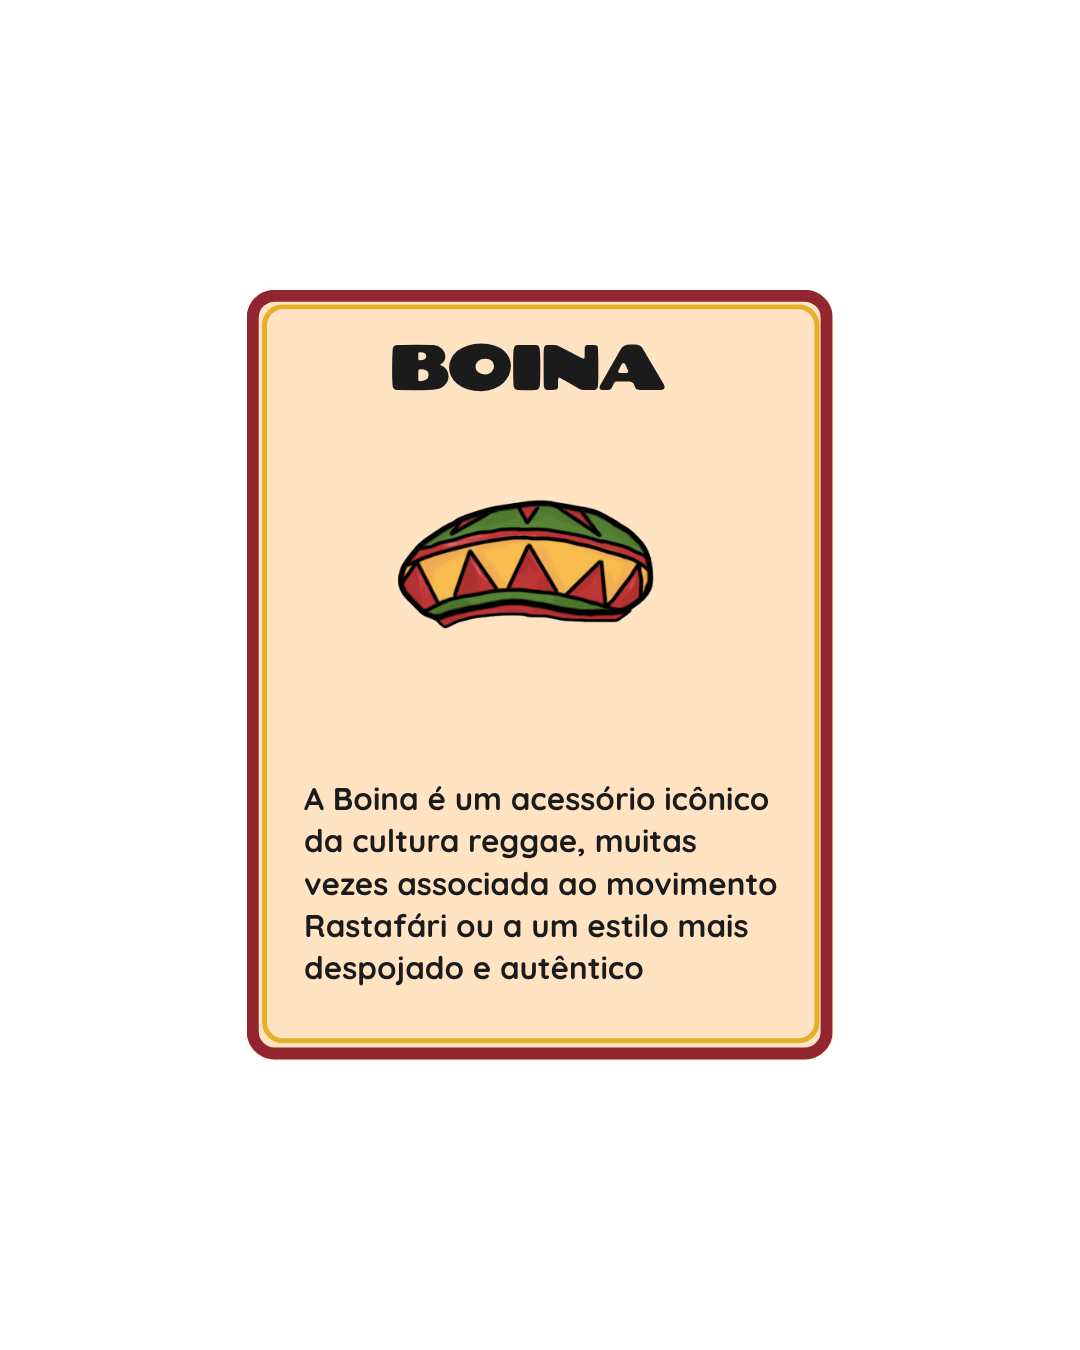 BOINA
A Boina é um acessório icônico
da cultura reggae, muitas
vezes associada ao movimento
Rastafári ou a um estilo mais
despojado e autêntico